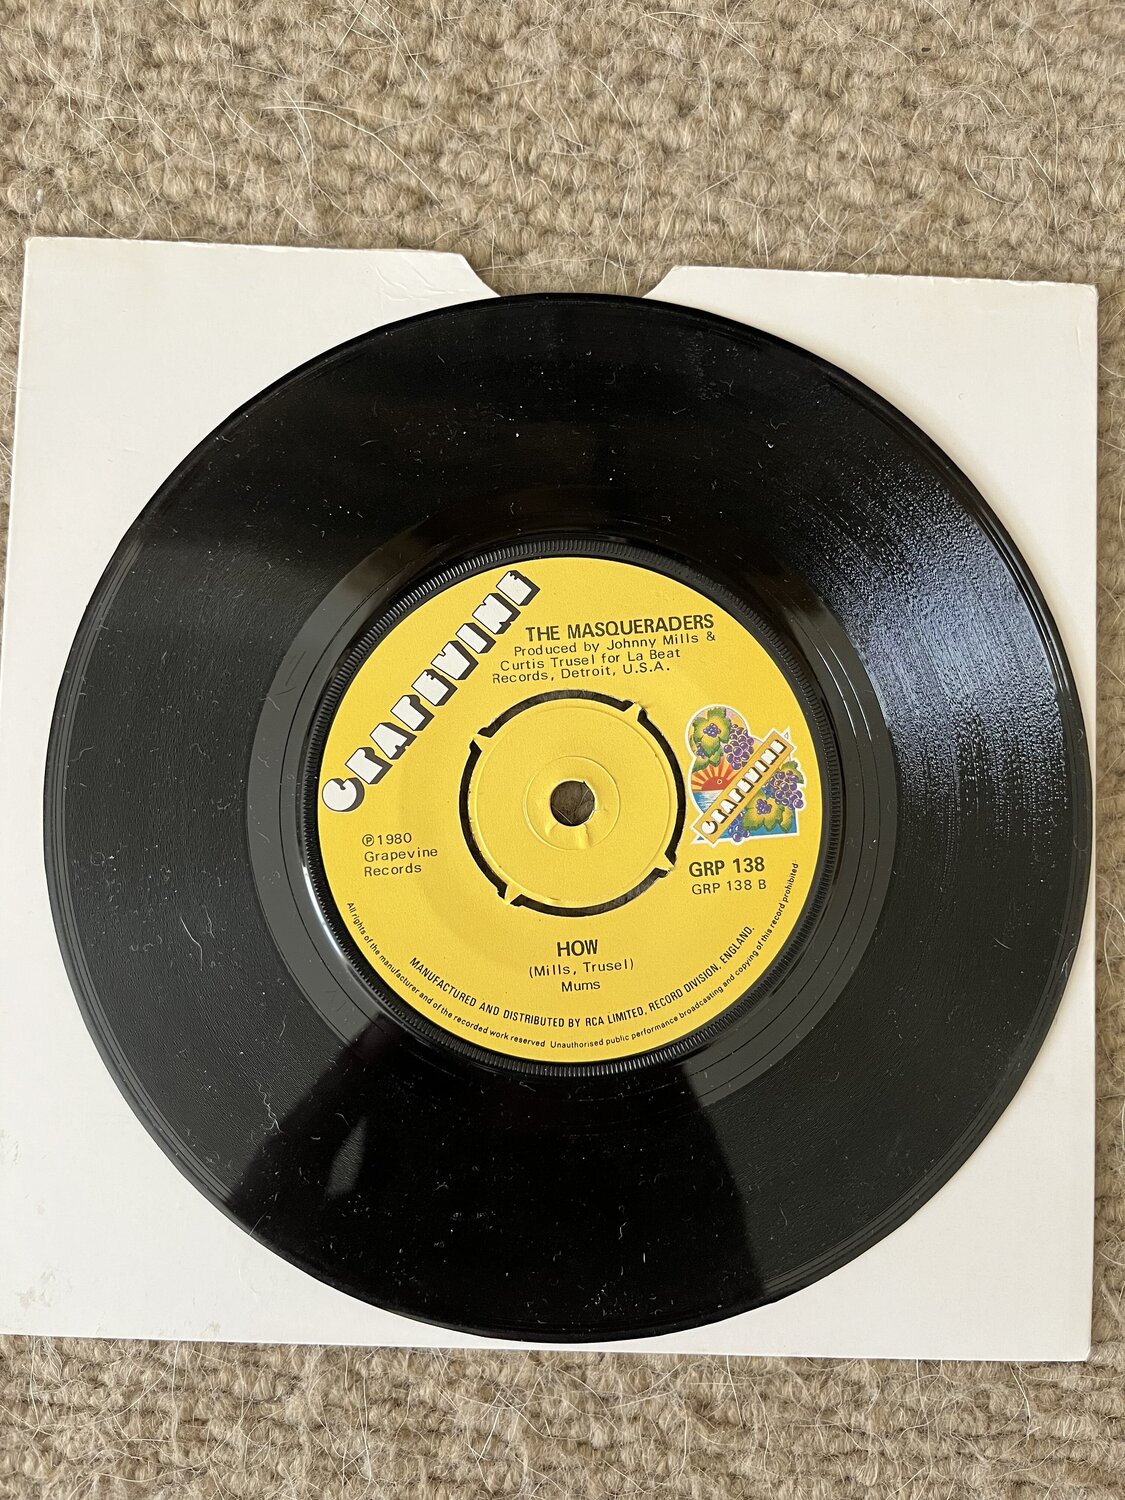 GRAPEVINE
THE MASQUERADERS
Produced by Johnny Mills &
Curtis Trusel for La Beat
Records, Detroit, U.S.A.
GRAPEVINE
℗ 1980
Grapevine
Records
GRP 138
GRP 138 B
HOW
(Mills, Trusel)
Mums
MANUFACTURED AND DISTRIBUTED BY RCA LIMITED, RECORD DIVISION, ENGLAND.
All rights of the manufacturer and of the recorded work reserved Unauthorised public performance broadcasting and copying of this record prohibited